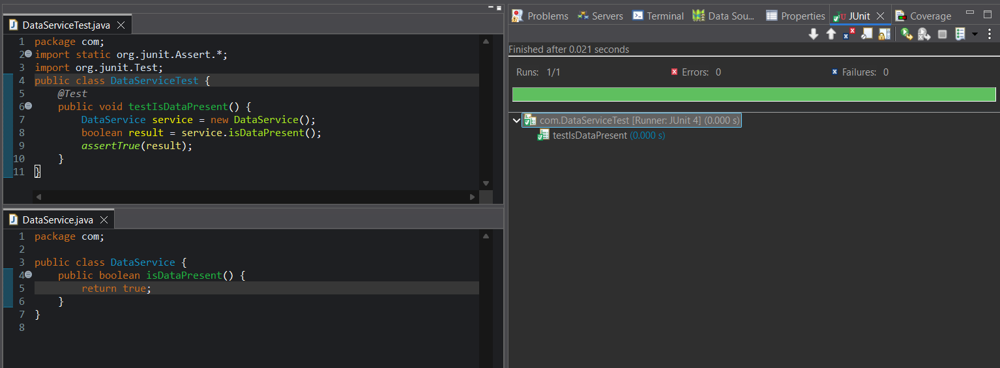 DataServiceTest.java
1 package com;
2 import static org.junit.Assert.*;
3 import org.junit.Test;
4 public class DataServiceTest {
5     @Test
6     public void testIsDataPresent() {
7         DataService service = new DataService();
8         boolean result = service.isDataPresent();
9         assertTrue(result);
10     }
11 }
DataService.java
1 package com;
2
3 public class DataService {
4     public boolean isDataPresent() {
5         return true;
6     }
7 }
8
Problems Servers Terminal Data Sou... Properties JUnit Coverage
Finished after 0.021 seconds
Runs: 1/1 Errors: 0 Failures: 0
com.DataServiceTest [Runner: JUnit 4] (0.000 s)
testIsDataPresent (0.000 s)